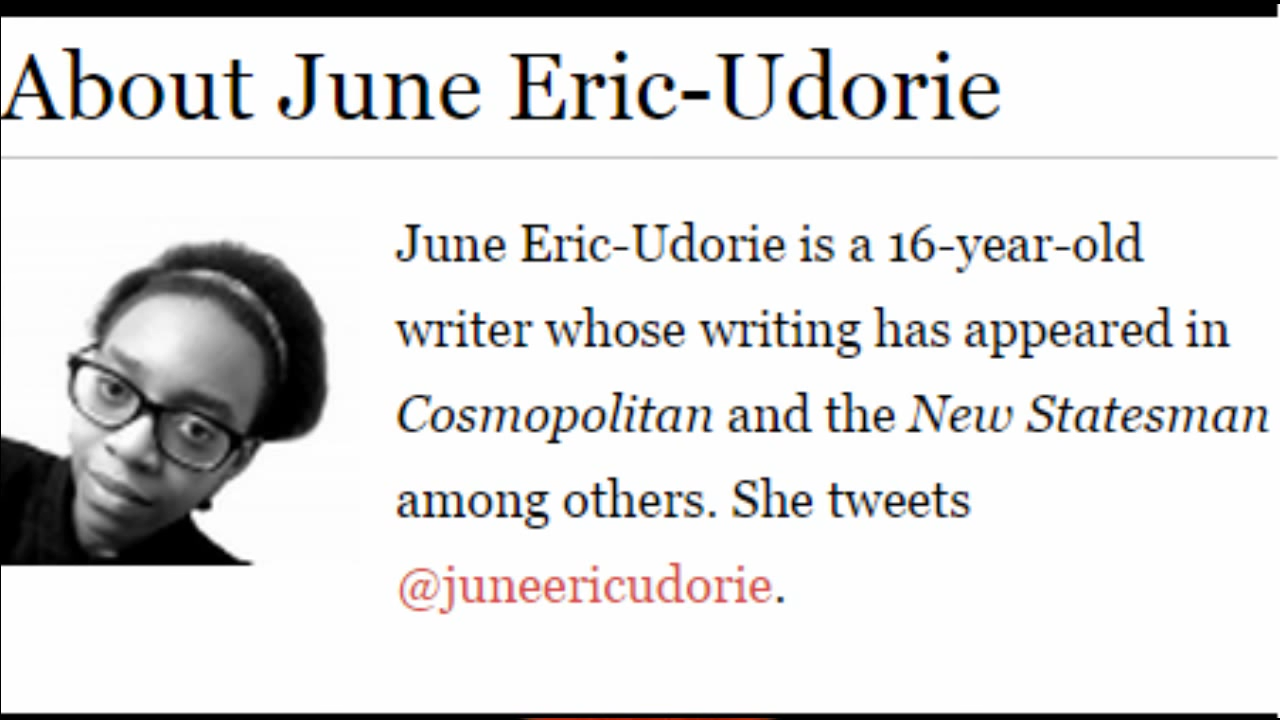 About June Eric-Udorie
June Eric-Udorie is a 16-year-old
writer whose writing has appeared in
Cosmopolitan and the New Statesman
among others. She tweets
@juneericudorie.